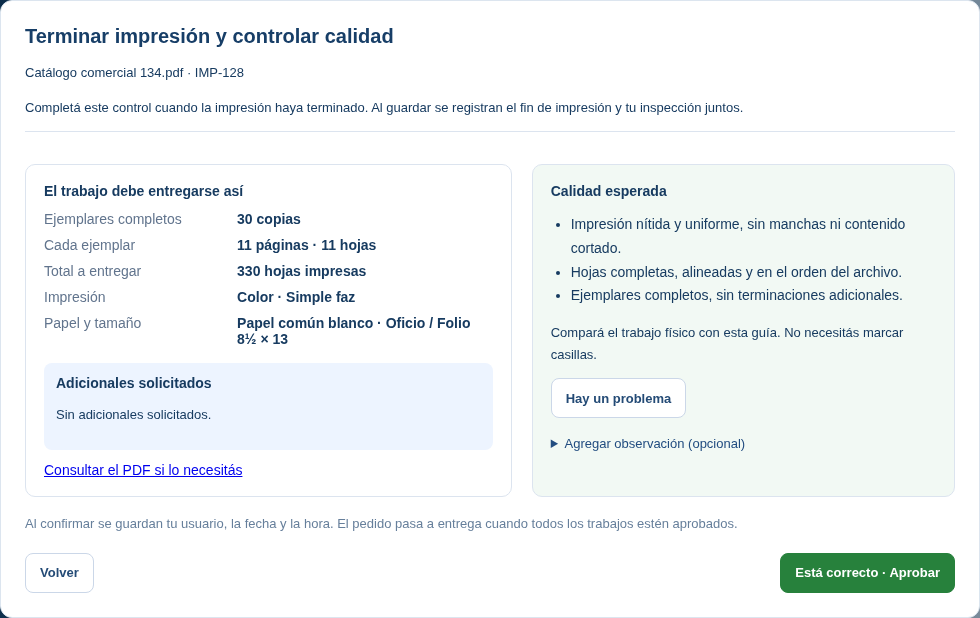 Terminar impresión y controlar calidad
Catálogo comercial 134.pdf · IMP-128
Completá este control cuando la impresión haya terminado. Al guardar se registran el fin de impresión y tu inspección juntos.
El trabajo debe entregarse así
Ejemplares completos 30 copias
Cada ejemplar 11 páginas · 11 hojas
Total a entregar 330 hojas impresas
Impresión Color · Simple faz
Papel y tamaño Papel común blanco · Oficio / Folio
8½ × 13
Adicionales solicitados
Sin adicionales solicitados.
Consultar el PDF si lo necesitás
Calidad esperada
• Impresión nítida y uniforme, sin manchas ni contenido
cortado.
• Hojas completas, alineadas y en el orden del archivo.
• Ejemplares completos, sin terminaciones adicionales.
Compará el trabajo físico con esta guía. No necesitás marcar
casillas.
Hay un problema
▶ Agregar observación (opcional)
Al confirmar se guardan tu usuario, la fecha y la hora. El pedido pasa a entrega cuando todos los trabajos estén aprobados.
Volver
Está correcto · Aprobar